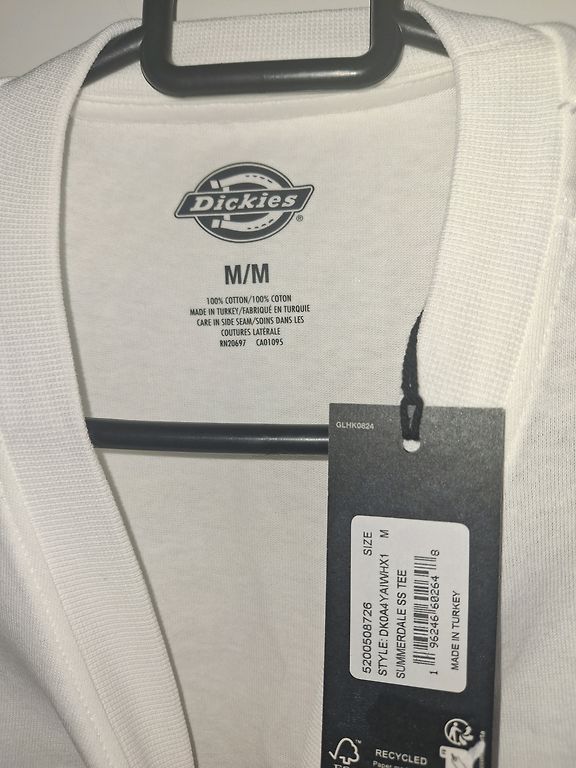 Dickies
®
M/M
100% COTTON/100% COTON
MADE IN TURKEY/FABRIQUÉ EN TURQUIE
CARE IN SIDE SEAM/SOINS DANS LES
COUTURES LATÉRALE
RN20697 CA01095
GLHK0824
5200508726 SIZE
STYLE: DK0A4YAIWHX1 M
SUMMERDALE SS TEE
1 96246 60264 8
MADE IN TURKEY
RECYCLED